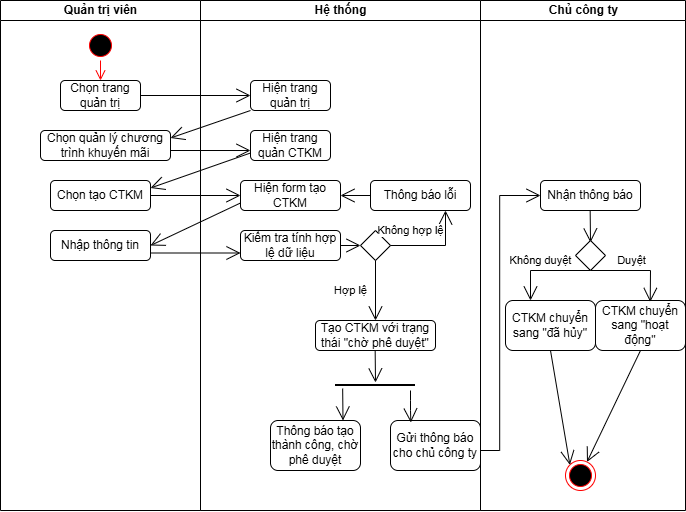 Quản trị viên
Hệ thống
Chủ công ty
Chọn trang
quản trị
Hiện trang
quản trị
Chọn quản lý chương
trình khuyến mãi
Hiện trang
quản CTKM
Chọn tạo CTKM
Hiện form tạo
CTKM
Thông báo lỗi
Nhận thông báo
Không hợp lệ
Nhập thông tin
Kiểm tra tính hợp
lệ dữ liệu
Không duyệt
Duyệt
Hợp lệ
CTKM chuyển
sang "đã hủy"
CTKM chuyển
sang "hoạt
động"
Tạo CTKM với trạng
thái "chờ phê duyệt"
Thông báo tạo
thành công, chờ
phê duyệt
Gửi thông báo
cho chủ công ty